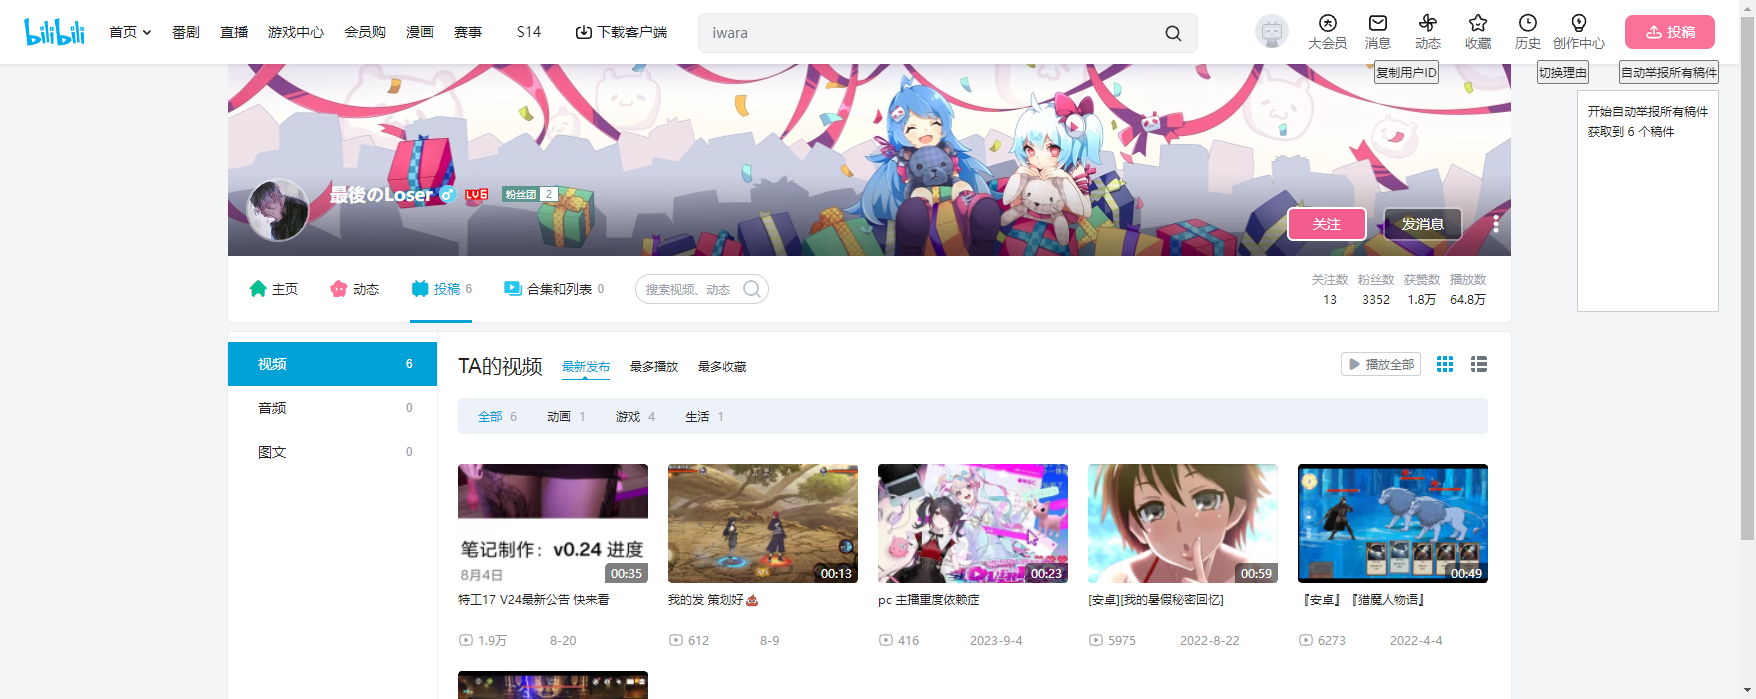 bilibili
首页 番剧 直播 游戏中心 会员购 漫画 赛事 S14 下载客户端
iwara
大会员 消息 动态 收藏 历史 创作中心 投稿
复制用户ID 切换理由 自动举报所有稿件
开始自动举报所有稿件
获取到 6 个稿件
最後のLoser LV6 粉丝团 2
关注 发消息
主页 动态 投稿 6 合集和列表 0 搜索视频、动态
关注数 粉丝数 获赞数 播放数
13 3352 1.8万 64.8万
视频 6
音频 0
图文 0
TA的视频 最新发布 最多播放 最多收藏 播放全部
全部 6 动画 1 游戏 4 生活 1
笔记制作：v0.24 进度
8月4日
00:35 00:13 00:23 00:59 00:49
特工17 V24最新公告 快来看
我的发 策划好💩
pc 主播重度依赖症
[安卓][我的暑假秘密回忆]
『安卓』『猎魔人物语』
1.9万 8-20
612 8-9
416 2023-9-4
5975 2022-8-22
6273 2022-4-4